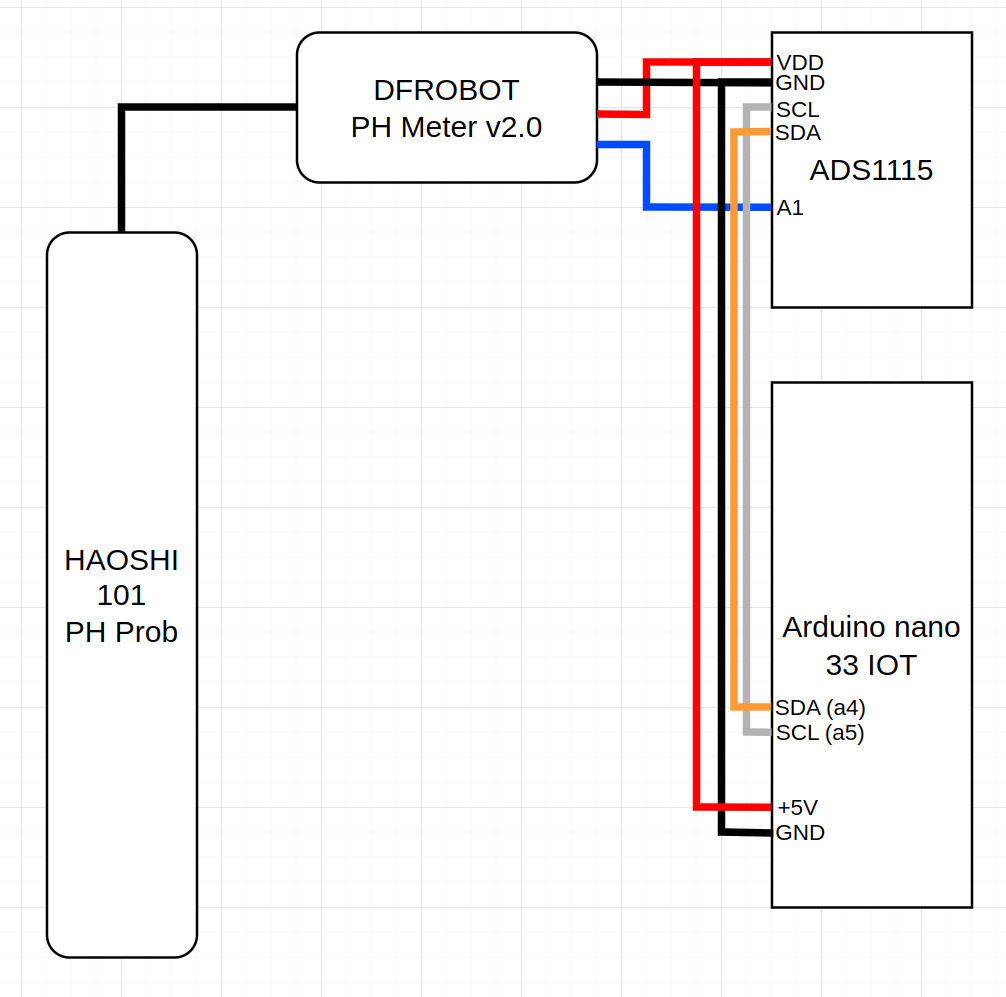 DFROBOT
PH Meter v2.0
VDD
GND
SCL
SDA
ADS1115
A1
HAOSHI
101
PH Prob
Arduino nano
33 IOT
SDA (a4)
SCL (a5)
+5V
GND